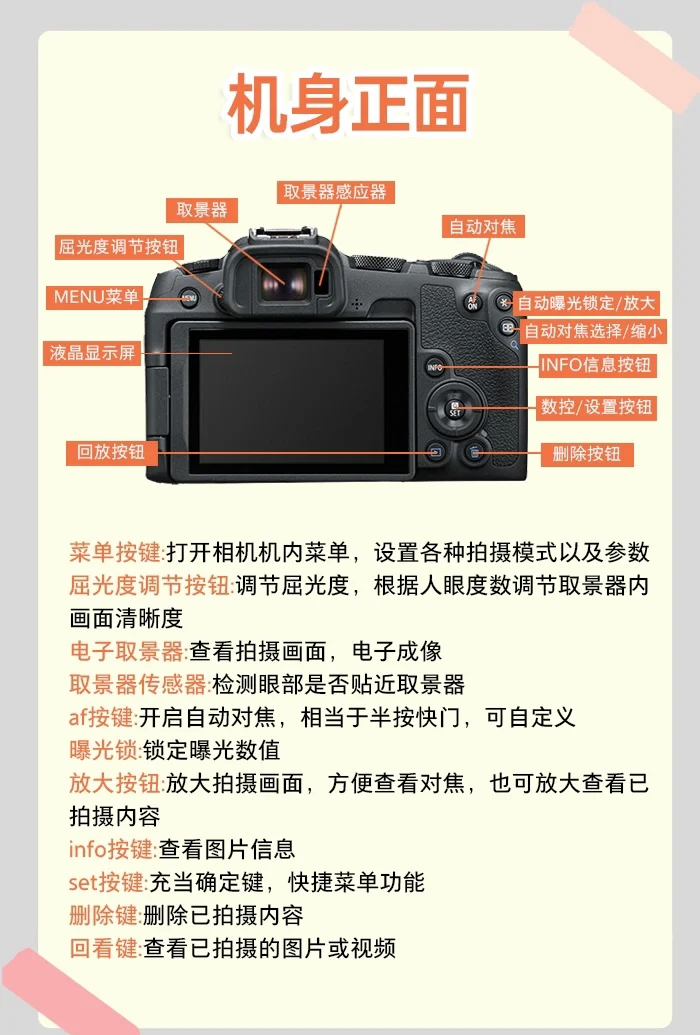 机身正面
取景器感应器
取景器
自动对焦
屈光度调节按钮
MENU菜单
MENU
AF
ON
自动曝光锁定/放大
自动对焦选择/缩小
液晶显示屏
INFO
INFO信息按钮
SET
数控/设置按钮
回放按钮
删除按钮
菜单按键:打开相机机内菜单，设置各种拍摄模式以及参数
屈光度调节按钮:调节屈光度，根据人眼度数调节取景器内
画面清晰度
电子取景器:查看拍摄画面，电子成像
取景器传感器:检测眼部是否贴近取景器
af按键:开启自动对焦，相当于半按快门，可自定义
曝光锁:锁定曝光数值
放大按钮:放大拍摄画面，方便查看对焦，也可放大查看已
拍摄内容
info按键:查看图片信息
set按键:充当确定键，快捷菜单功能
删除键:删除已拍摄内容
回看键:查看已拍摄的图片或视频